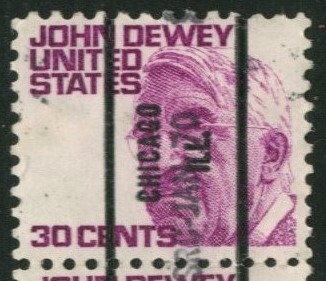 JOHN DEWEY
UNITED
STATES
CHICAGO
ILL.
30 CENTS
JOHN DEWEY